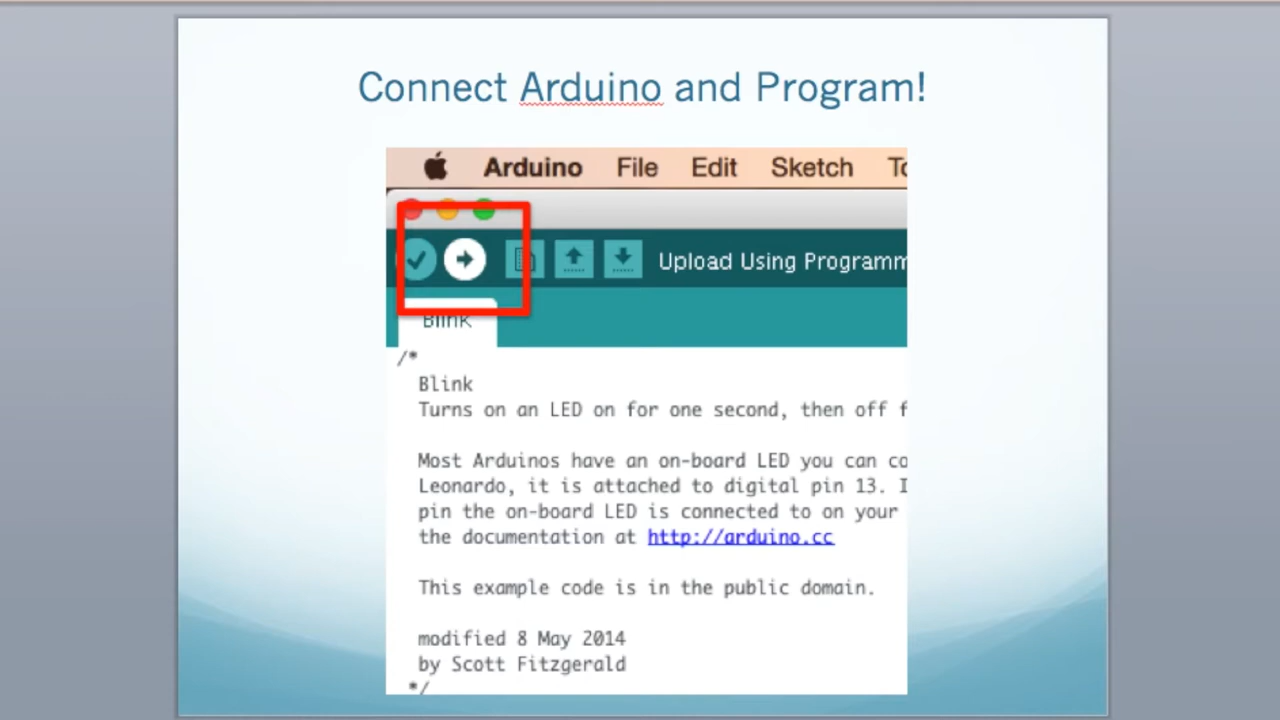 Connect Arduino and Program!
Arduino File Edit Sketch
Upload Using Programm
Blink
/*
Blink
Turns on an LED on for one second, then off f
Most Arduinos have an on-board LED you can co
Leonardo, it is attached to digital pin 13. I
pin the on-board LED is connected to on your
the documentation at http://arduino.cc
This example code is in the public domain.
modified 8 May 2014
by Scott Fitzgerald
*/